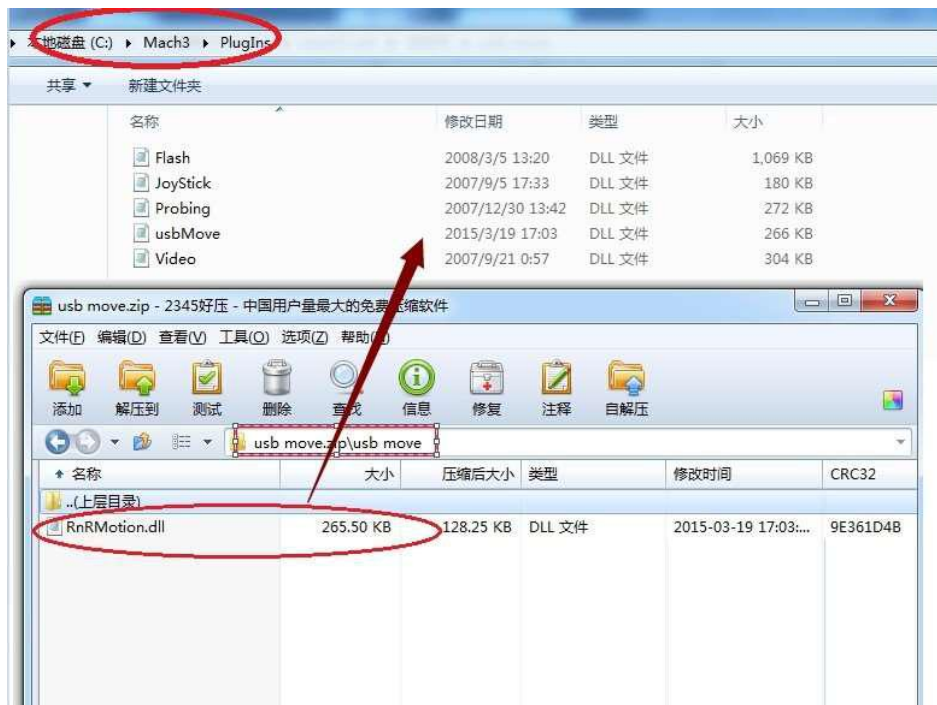 本地磁盘 (C:) ▸ Mach3 ▸ PlugIns
共享 新建文件夹
名称 修改日期 类型 大小
Flash 2008/3/5 13:20 DLL 文件 1,069 KB
JoyStick 2007/9/5 17:33 DLL 文件 180 KB
Probing 2007/12/30 13:42 DLL 文件 272 KB
usbMove 2015/3/19 17:03 DLL 文件 266 KB
Video 2007/9/21 0:57 DLL 文件 304 KB
usb move.zip - 2345好压 - 中国用户量最大的免费压缩软件
文件(F) 编辑(D) 查看(V) 工具(O) 选项(Z) 帮助
添加 解压到 测试 删除 查找 信息 修复 注释 自解压
usb move.zip\usb move
名称 大小 压缩后大小 类型 修改时间 CRC32
..(上层目录)
RnRMotion.dll 265.50 KB 128.25 KB DLL 文件 2015-03-19 17:03:... 9E361D4B